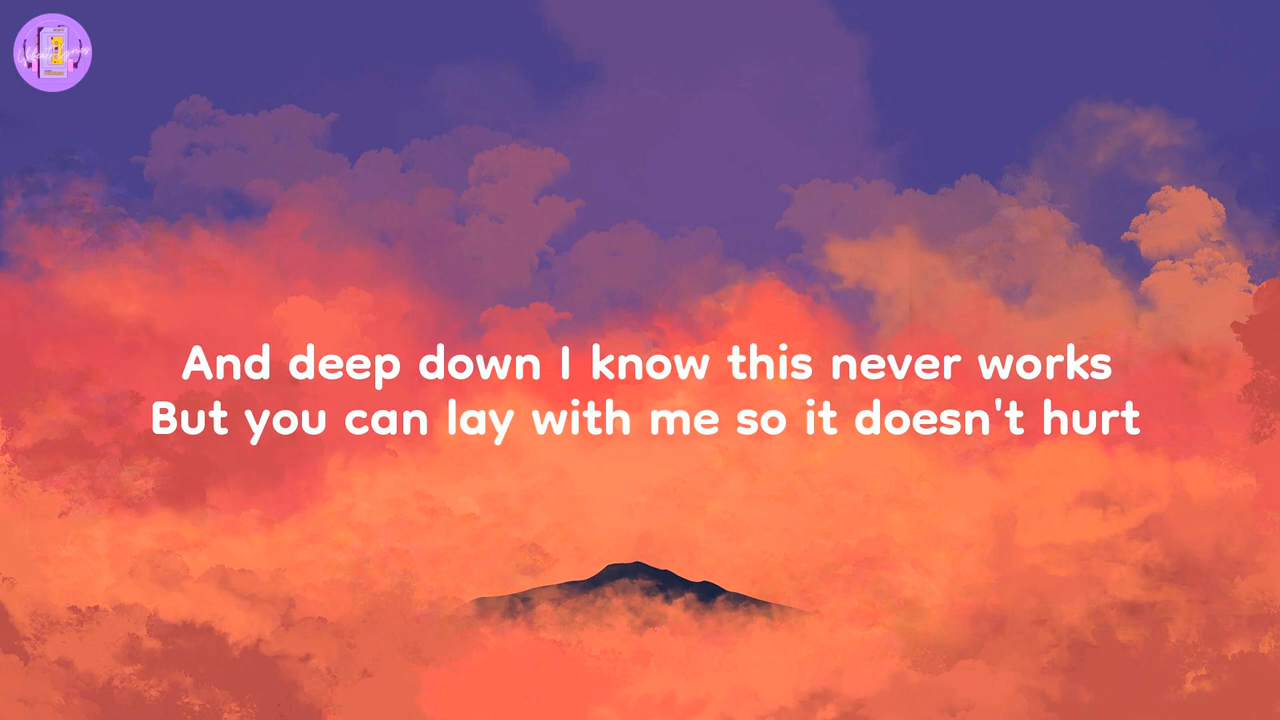 And deep down I know this never works
But you can lay with me so it doesn't hurt